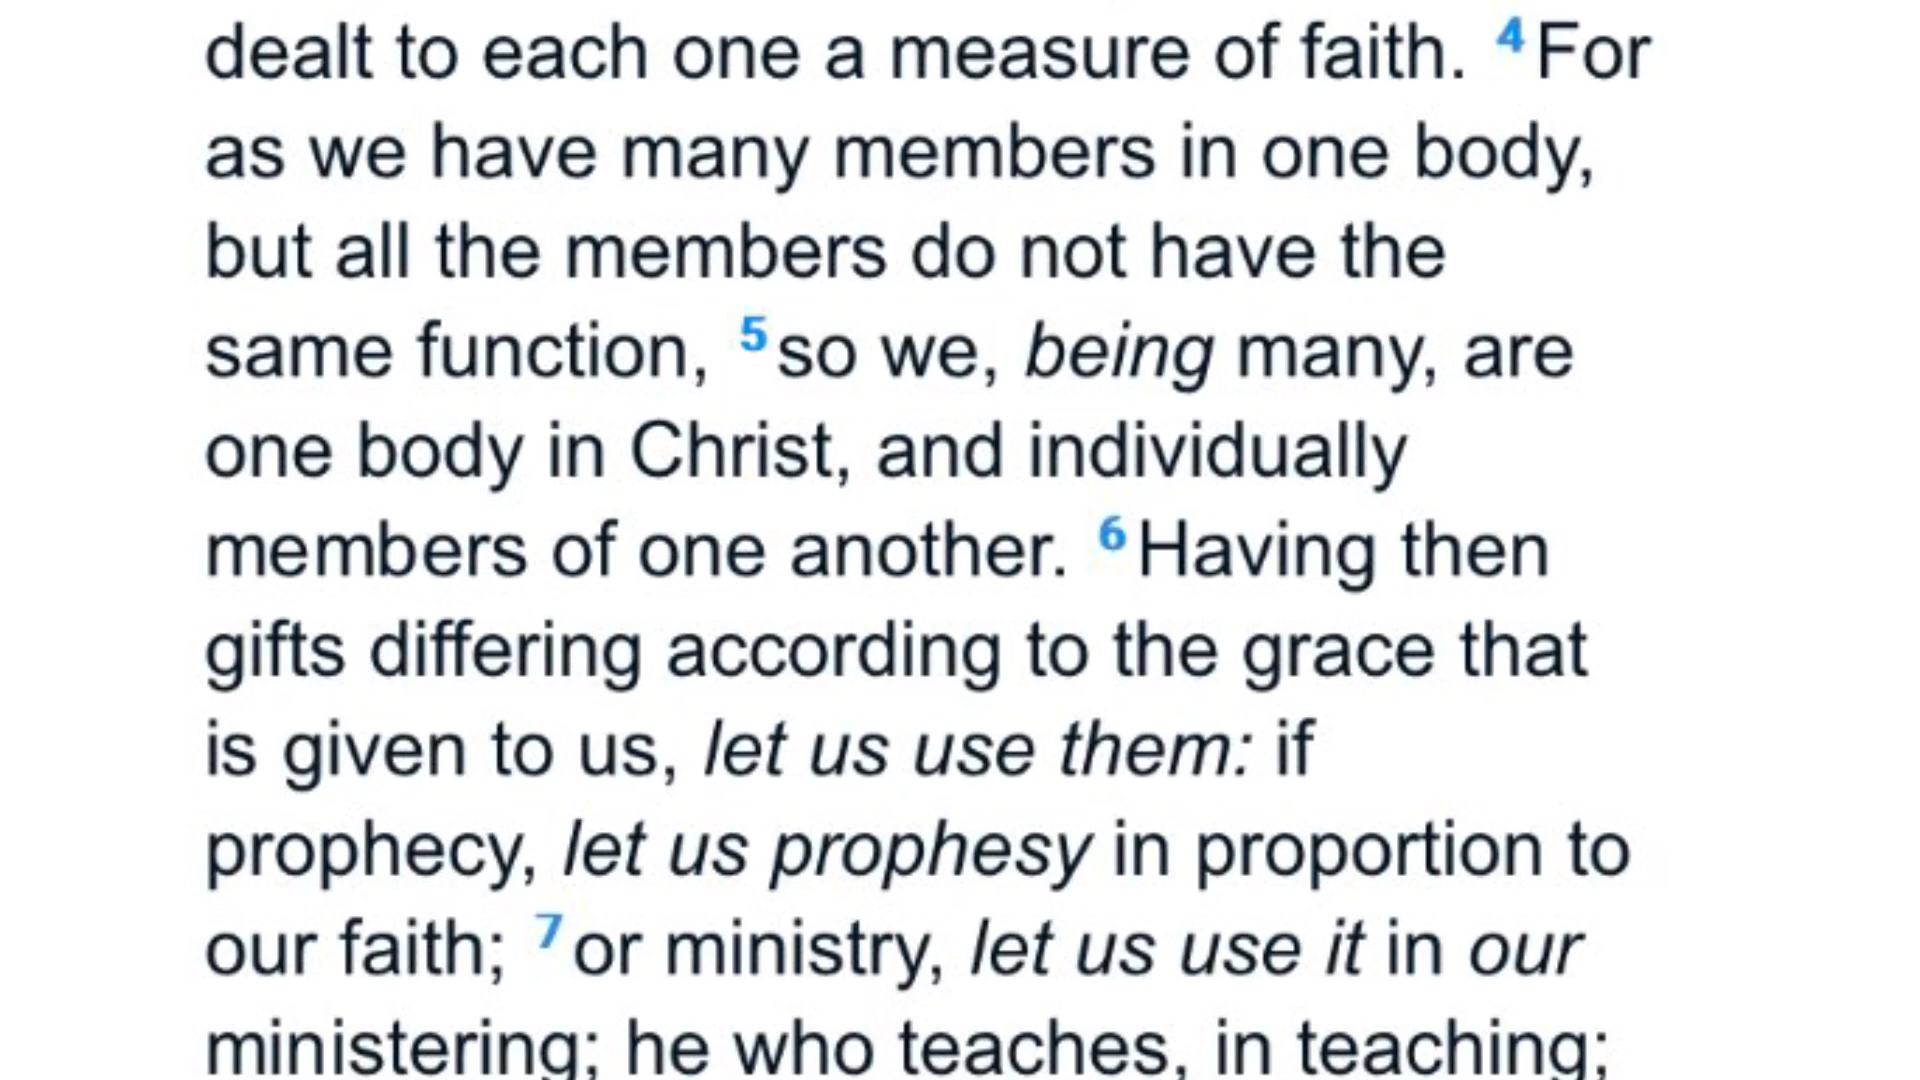 dealt to each one a measure of faith. 4 For
as we have many members in one body,
but all the members do not have the
same function, 5 so we, being many, are
one body in Christ, and individually
members of one another. 6 Having then
gifts differing according to the grace that
is given to us, let us use them: if
prophecy, let us prophesy in proportion to
our faith; 7 or ministry, let us use it in our
ministering; he who teaches, in teaching;